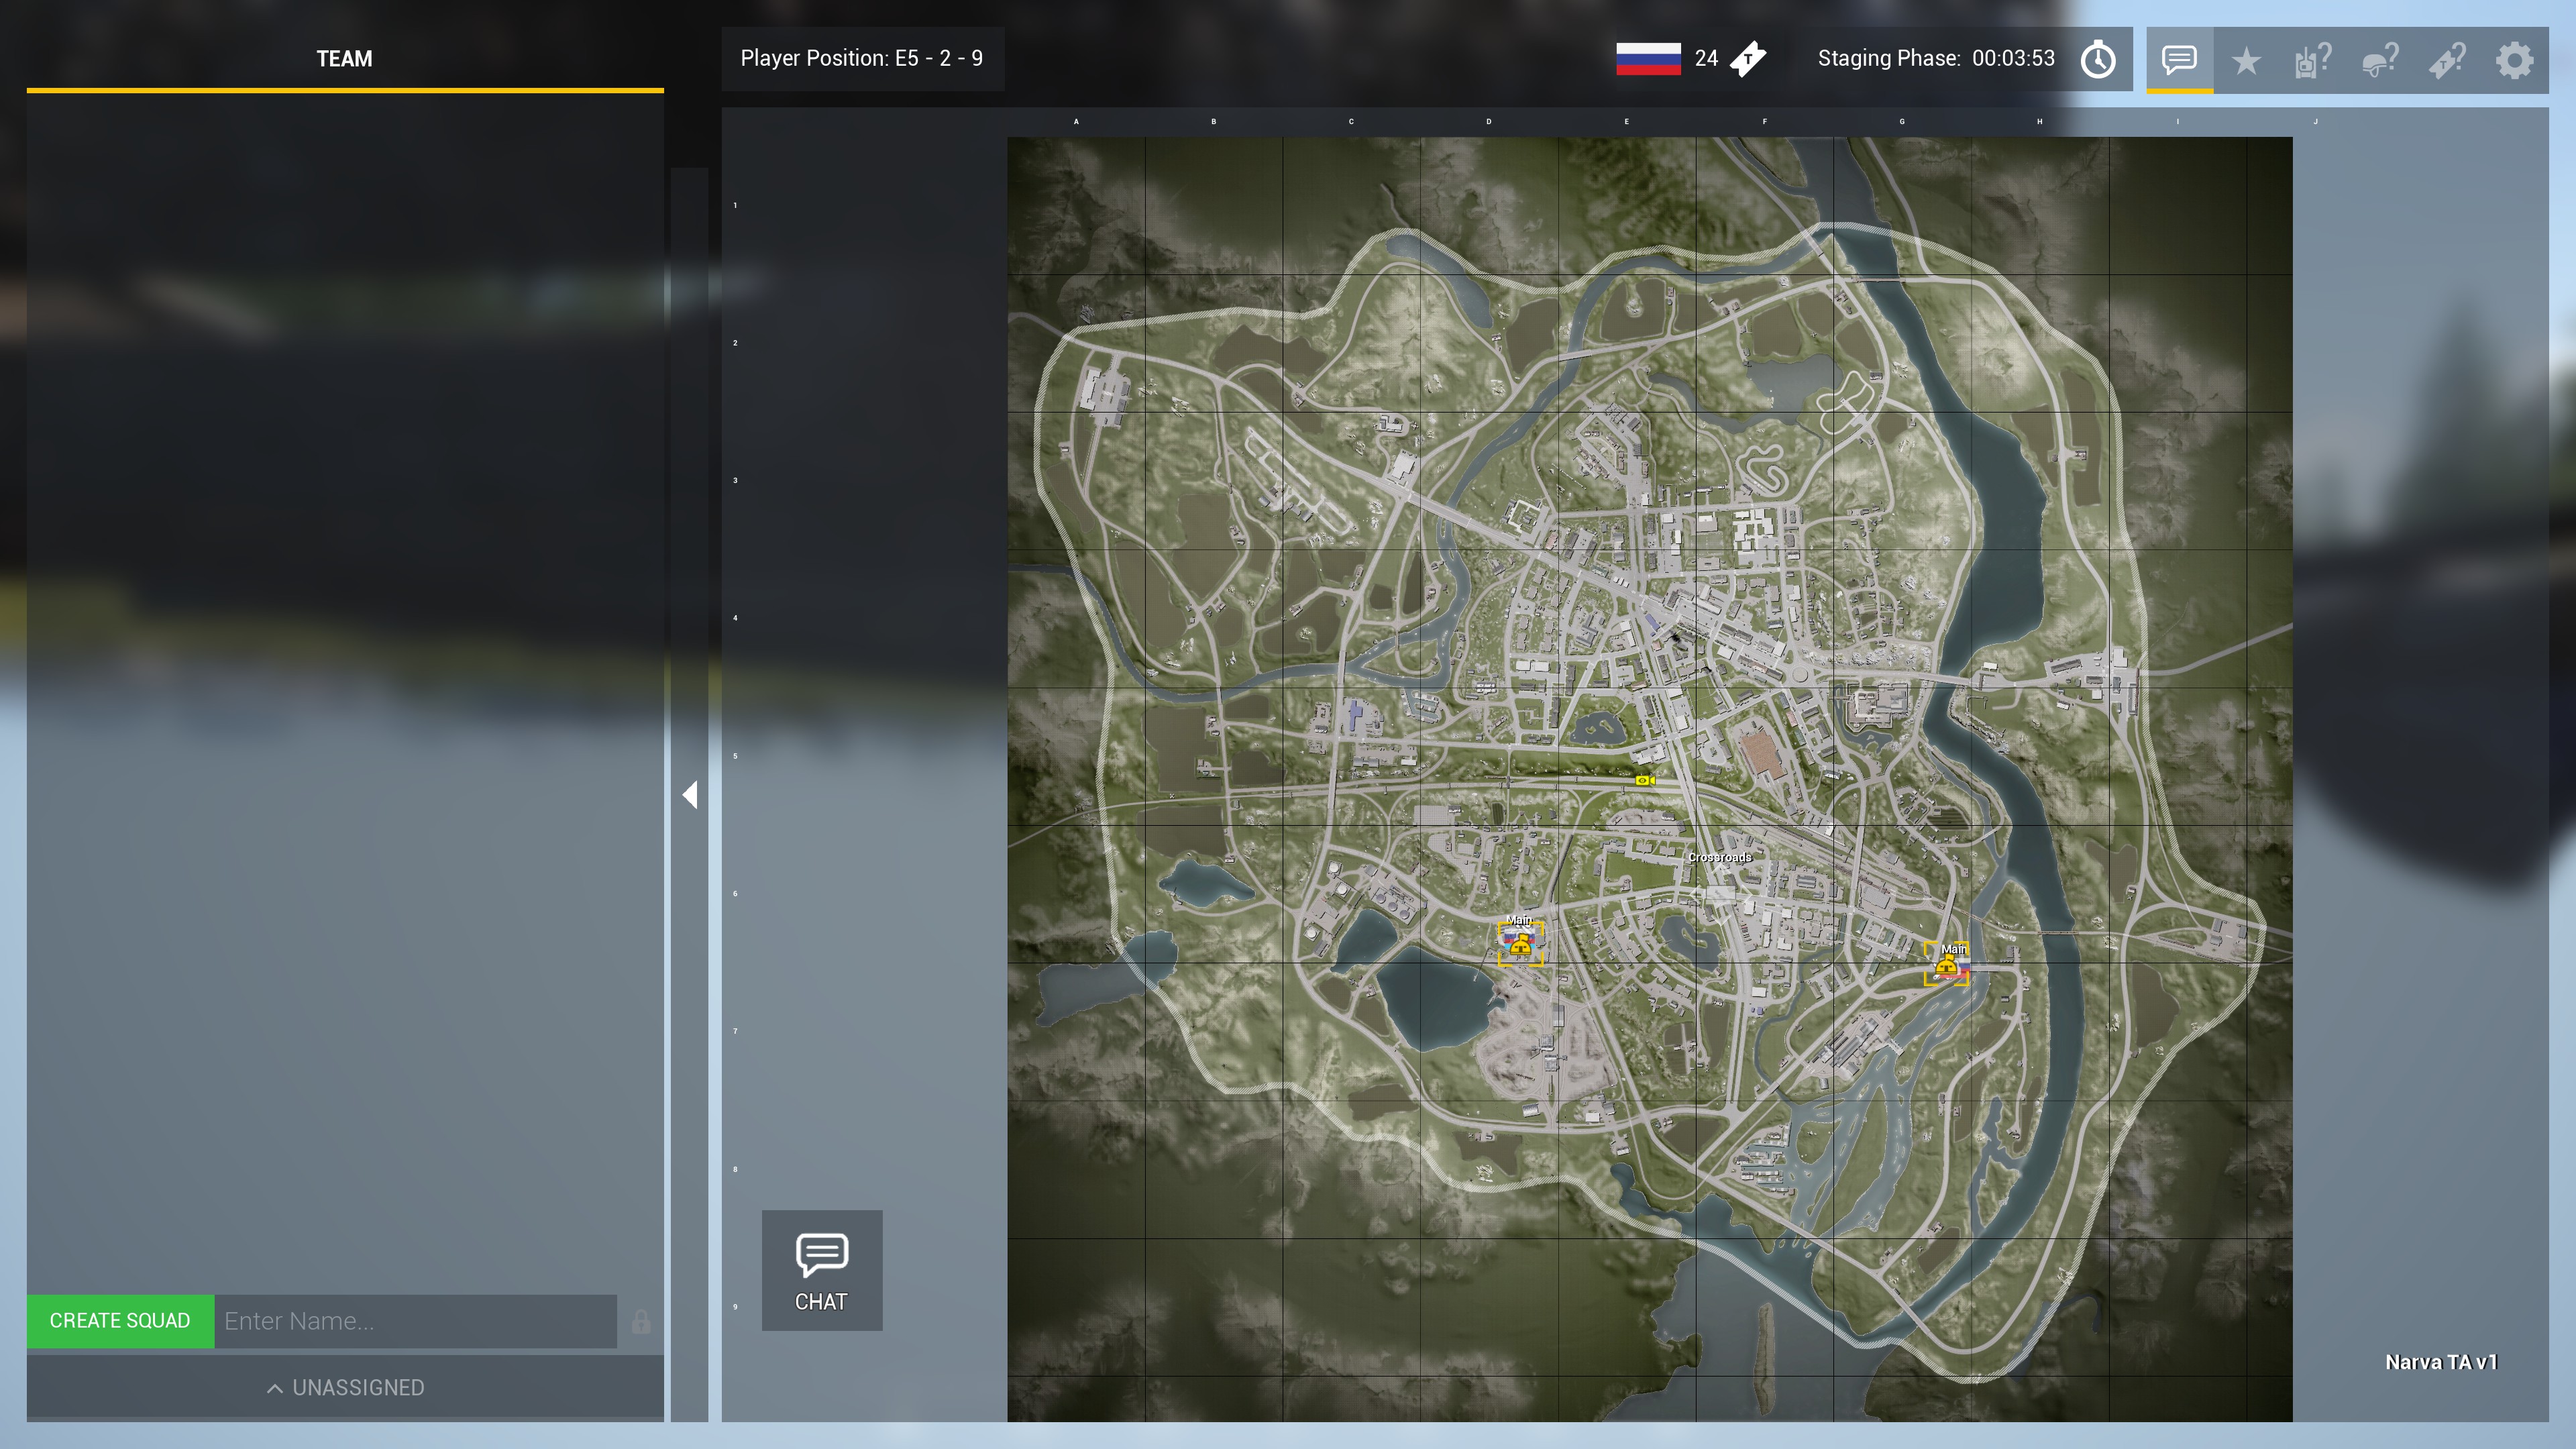 TEAM
Player Position: E5 - 2 - 9
24
T
Staging Phase: 00:03:53
? ? T?
A B C D E F G H I J
1
2
3
4
5
6
7
8
9
Crossroads
Main
Main
CHAT
CREATE SQUAD Enter Name...
UNASSIGNED
Narva TA v1